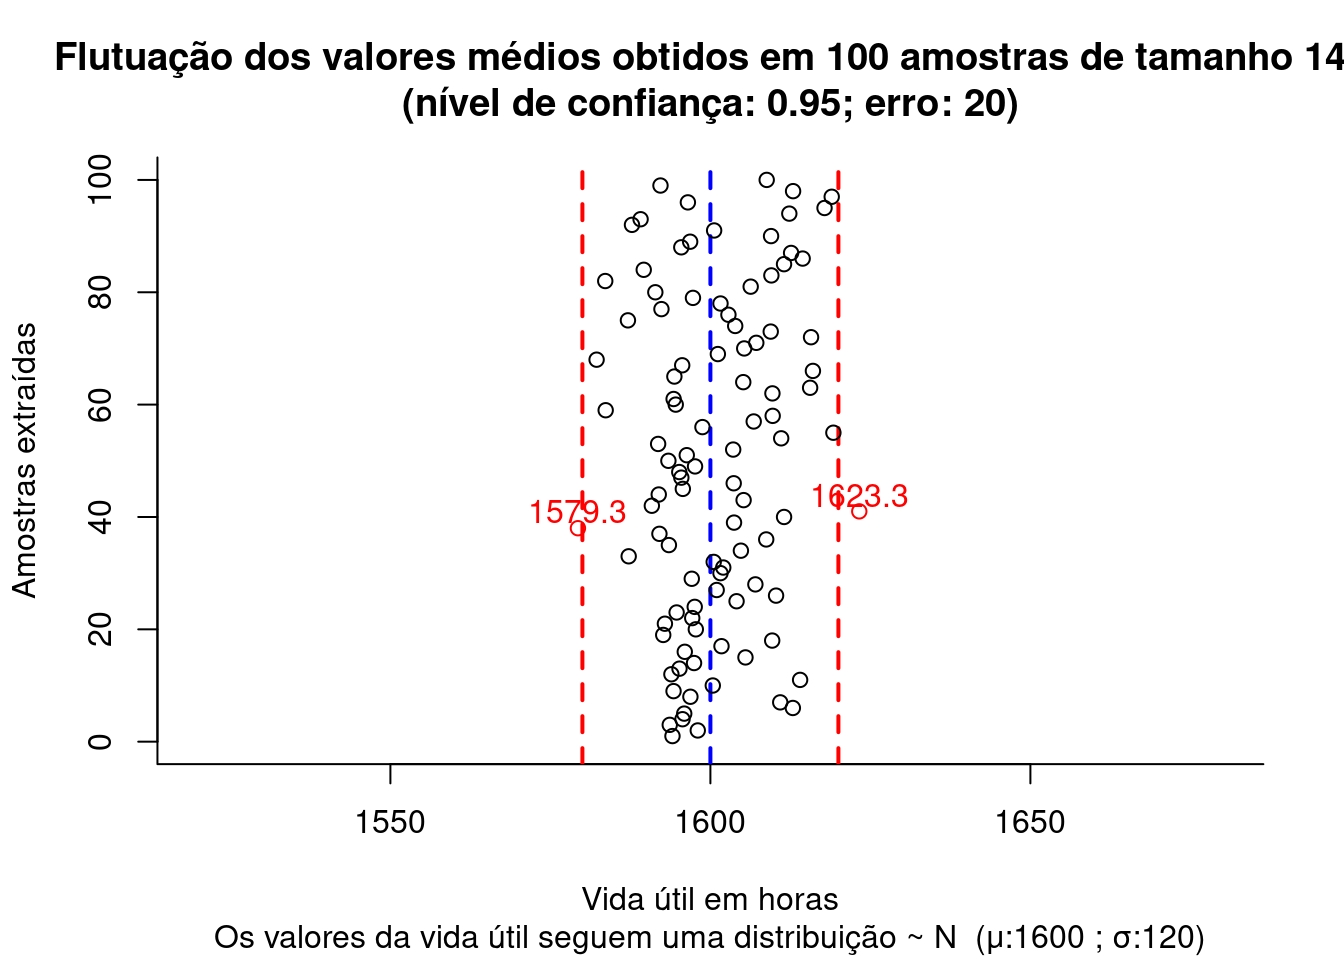 Flutuação dos valores médios obtidos em 100 amostras de tamanho 14
(nível de confiança: 0.95; erro: 20)
Amostras extraídas
100
80
60
40
20
0
1579.3
1623.3
1550
1600
1650
Vida útil em horas
Os valores da vida útil seguem uma distribuição ~ N (μ:1600 ; σ:120)